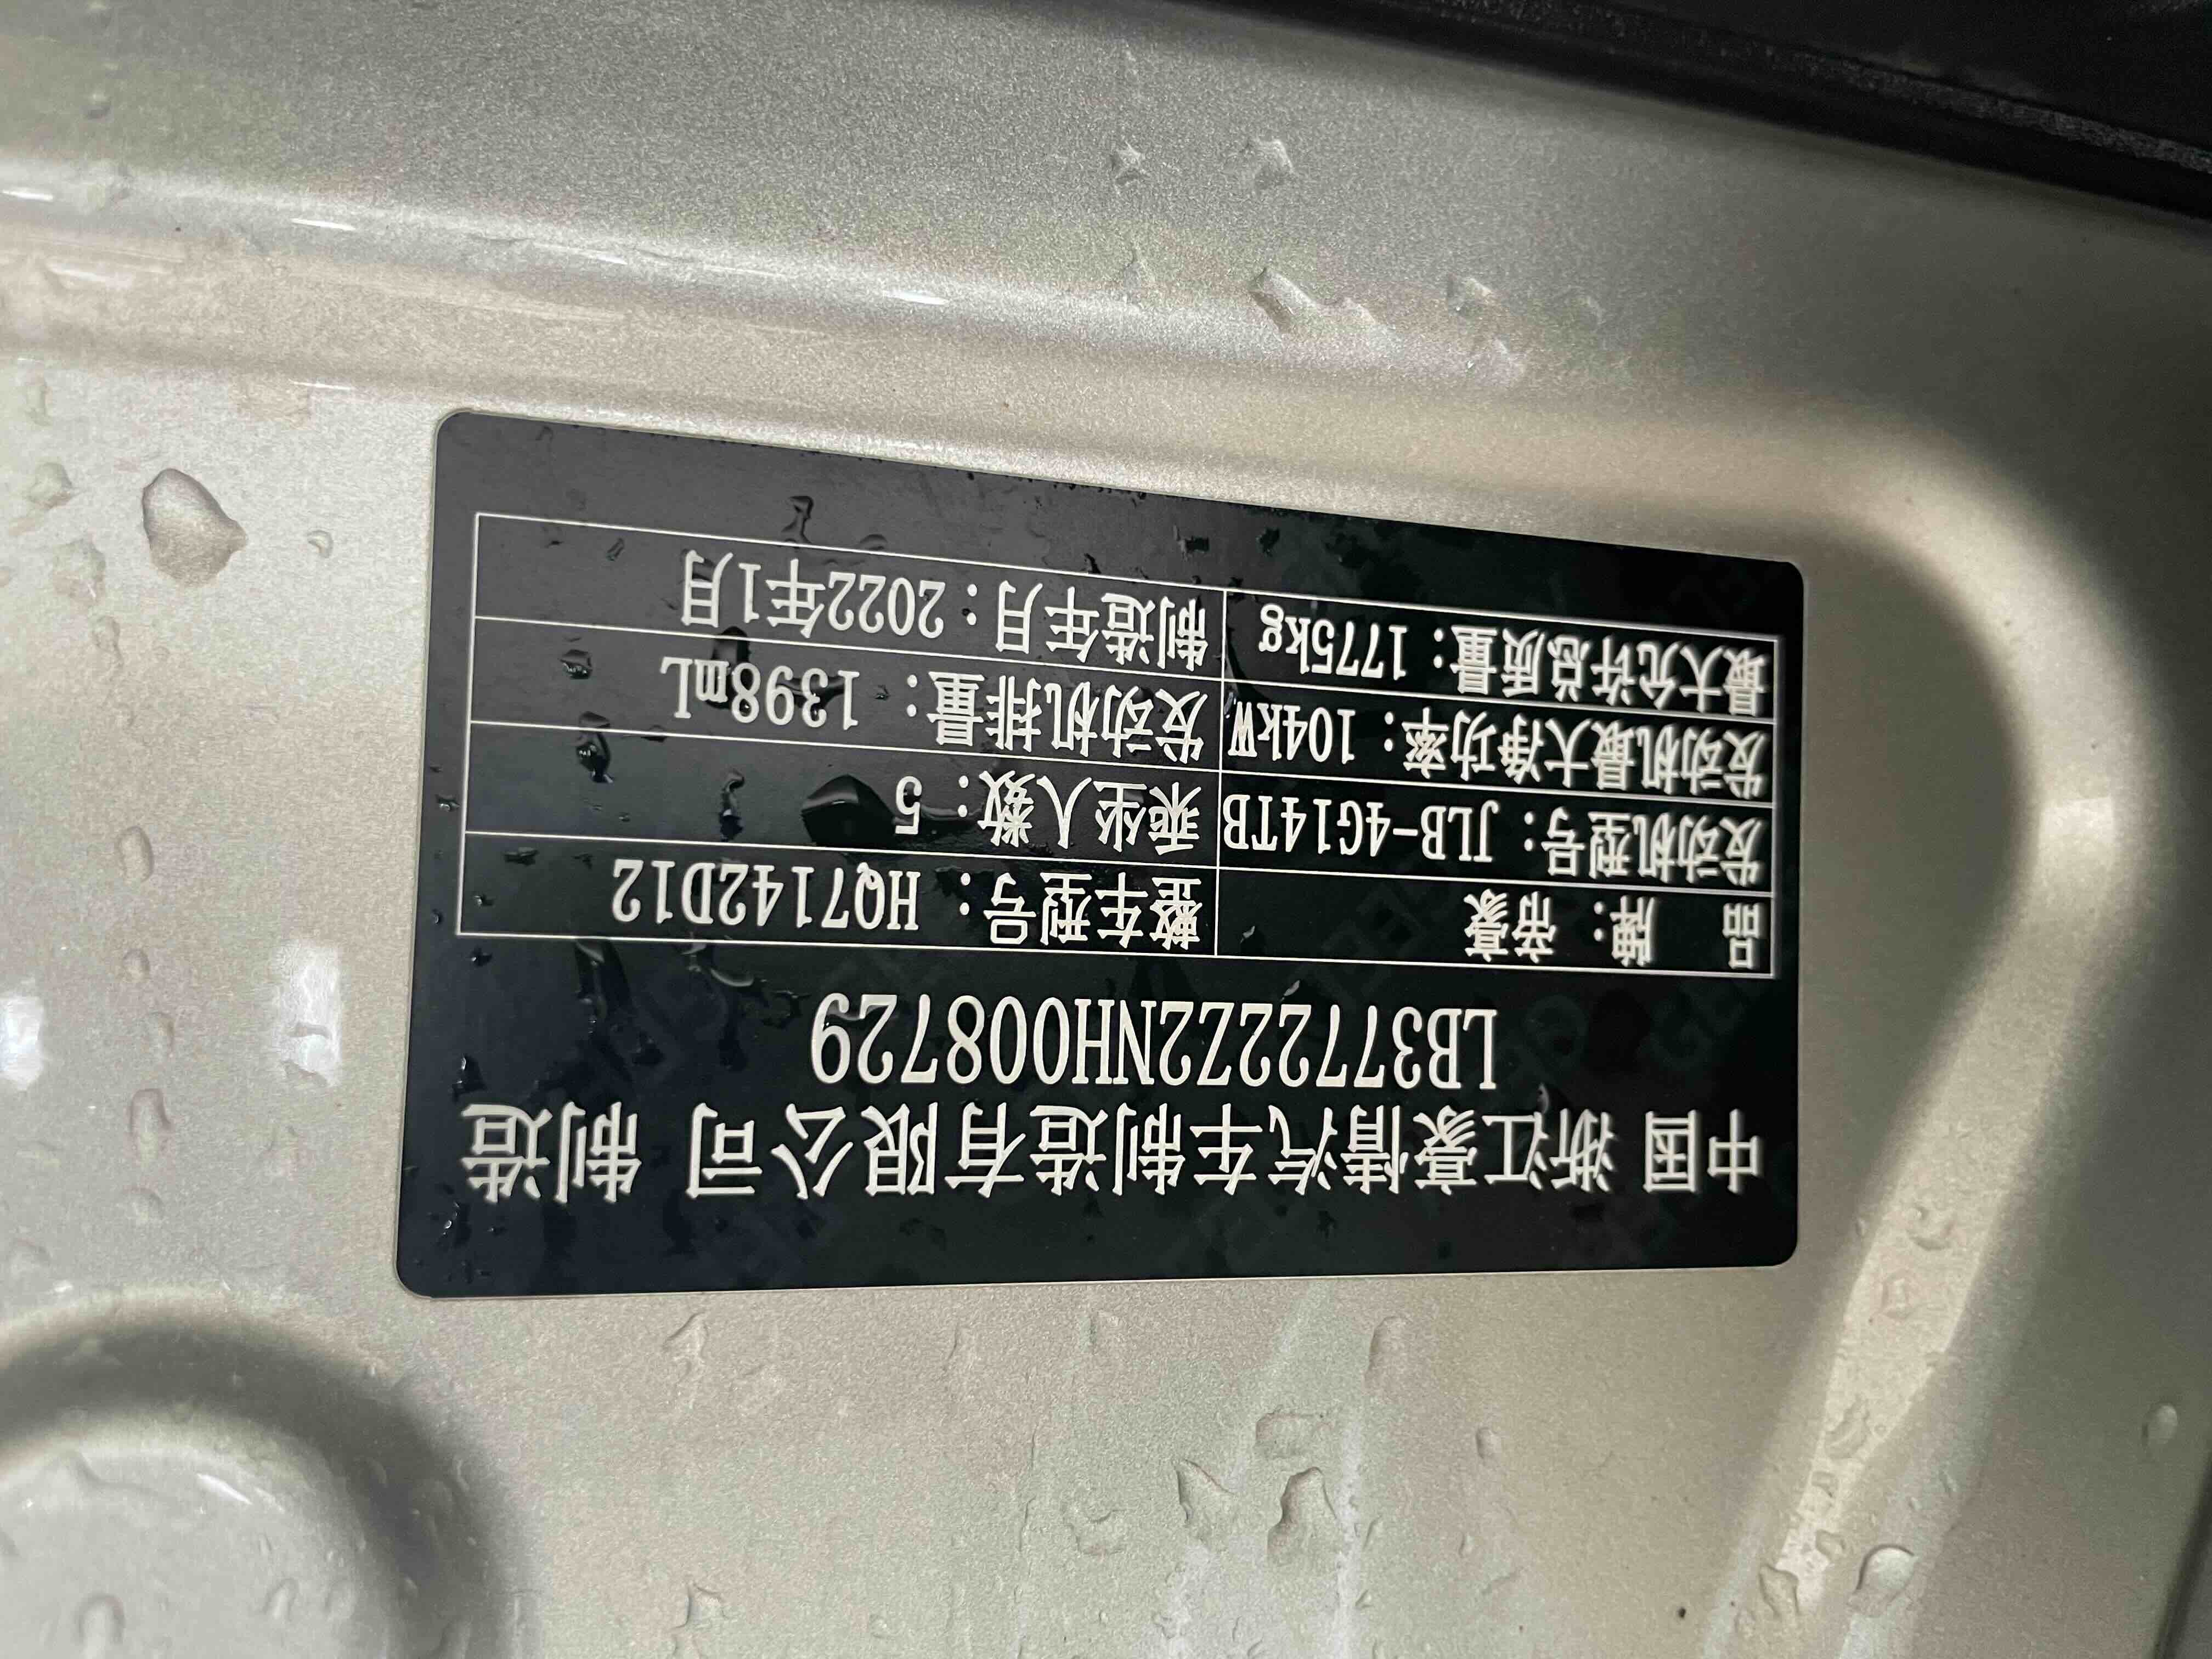 中国 浙江豪情汽车制造有限公司 制造
LB37722Z2NH008729
品 牌：帝豪 整车型号：HQ7142D12
发动机型号：JLB-4G14TB 乘坐人数：5
发动机最大净功率：104kW 发动机排量：1398mL
最大允许总质量：1775kg 制造年月：2022年1月